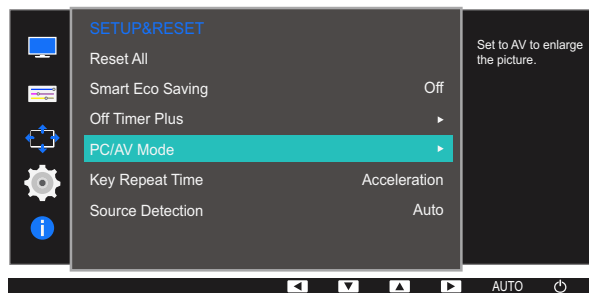 SETUP&RESET
Reset All
Smart Eco Saving Off
Off Timer Plus ▸
PC/AV Mode ▸
Key Repeat Time Acceleration
Source Detection Auto
Set to AV to enlarge
the picture.
AUTO